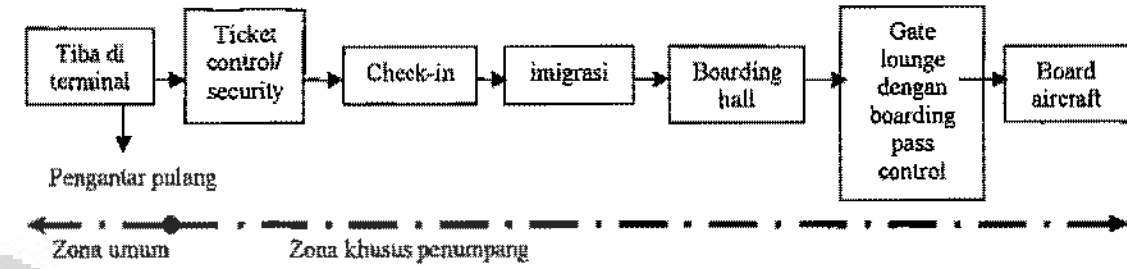 Tiba di
terminal
Ticket
control/
security
Check-in
imigrasi
Boarding
hall
Gate
lounge
dengan
boarding
pass
control
Board
aircraft
Pengantar pulang
Zona umum
Zona khusus penumpang